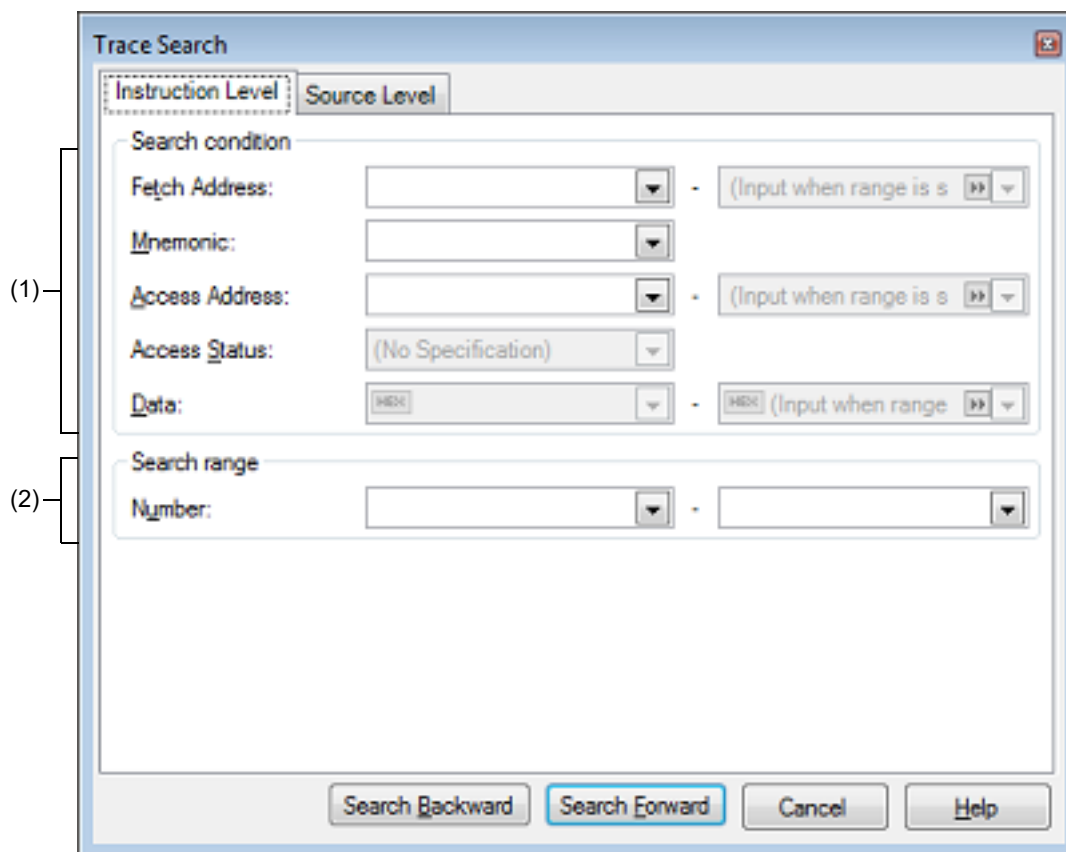 Trace Search
Instruction Level Source Level
Search condition
Fetch Address: - (Input when range is s
Mnemonic:
(1) Access Address: - (Input when range is s
Access Status: (No Specification)
Data: HEX - HEX (Input when range
Search range
(2) Number: -
Search Backward Search Forward Cancel Help